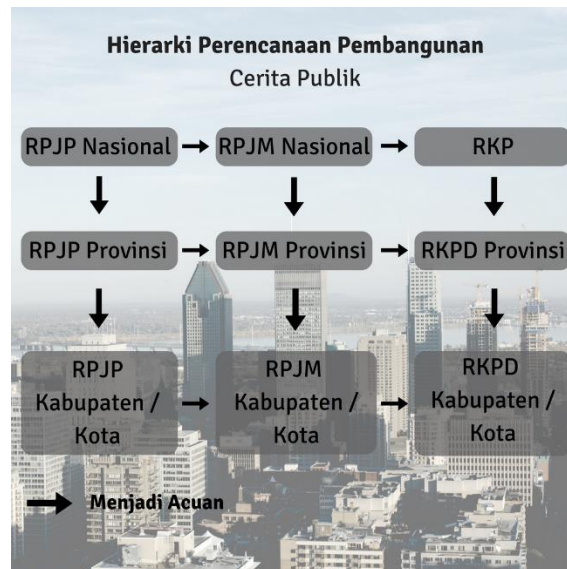 Hierarki Perencanaan Pembangunan
Cerita Publik
RPJP Nasional
RPJM Nasional
RKP
RPJP Provinsi
RPJM Provinsi
RKPD Provinsi
RPJP
Kabupaten /
Kota
RPJM
Kabupaten /
Kota
RKPD
Kabupaten /
Kota
Menjadi Acuan